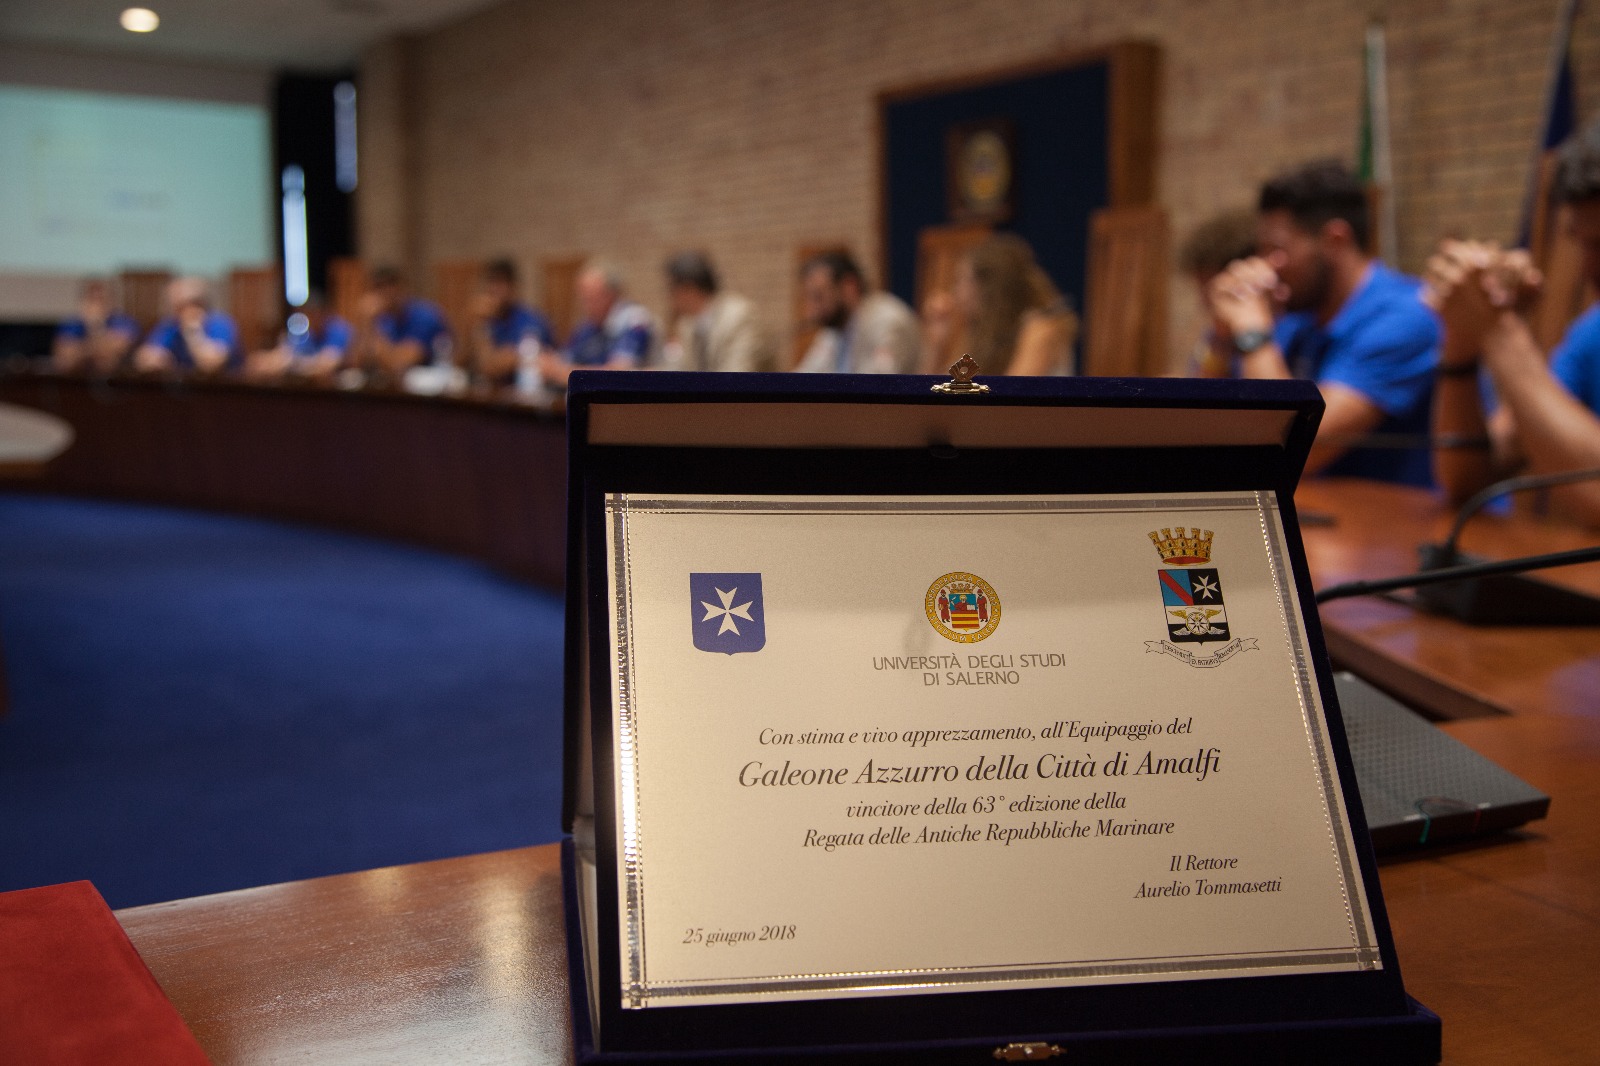 UNIVERSITÀ DEGLI STUDI
DI SALERNO
Con stima e vivo apprezzamento, all'Equipaggio del
Galeone Azzurro della Città di Amalfi
vincitore della 63° edizione della
Regata delle Antiche Repubbliche Marinare
Il Rettore
Aurelio Tommasetti
25 giugno 2018